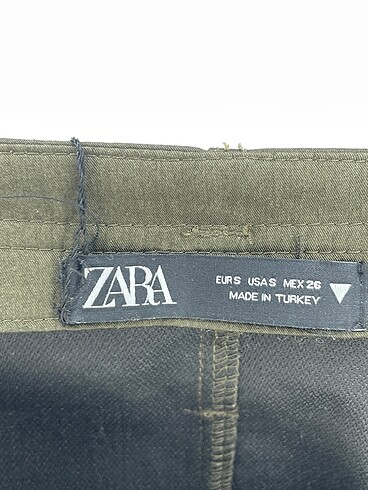 ZARA
EUR S USA S MEX 26
MADE IN TURKEY